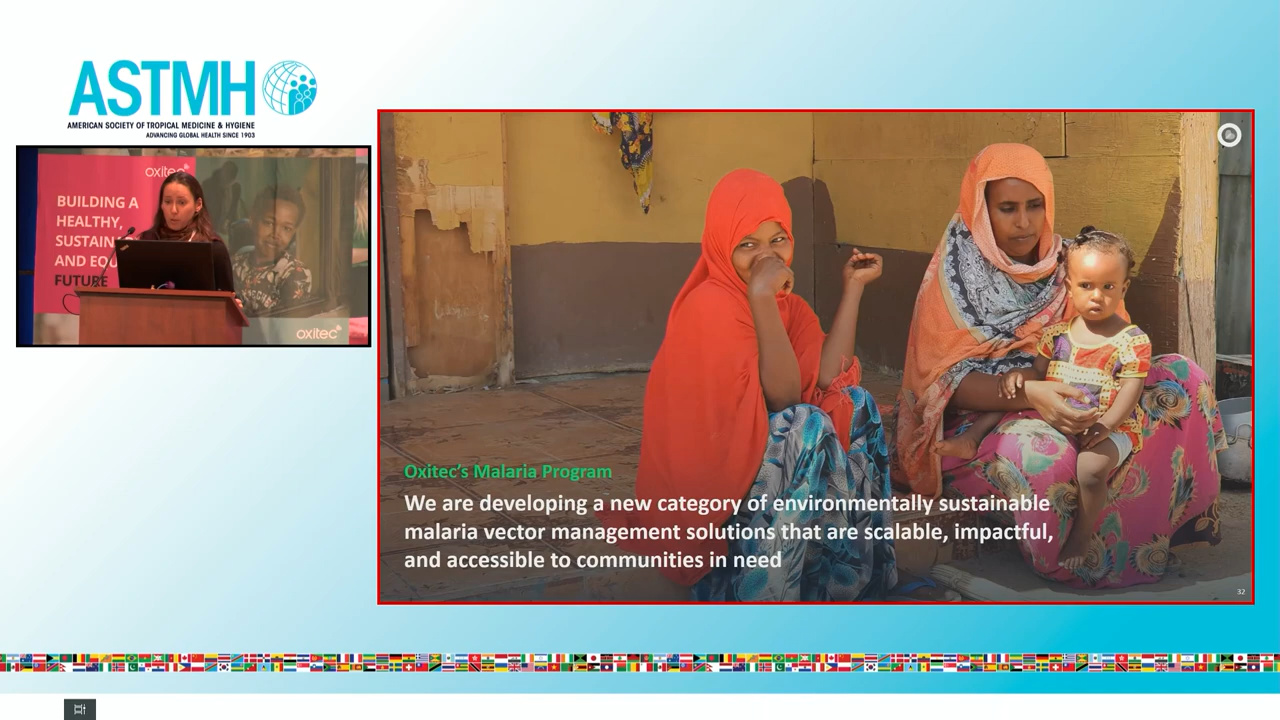 ASTMH
AMERICAN SOCIETY OF TROPICAL MEDICINE & HYGIENE
ADVANCING GLOBAL HEALTH SINCE 1903
oxitec
BUILDING A
HEALTHY,
SUSTAIN
AND EQU
FUTURE
oxitec
Oxitec's Malaria Program
We are developing a new category of environmentally sustainable
malaria vector management solutions that are scalable, impactful,
and accessible to communities in need
32